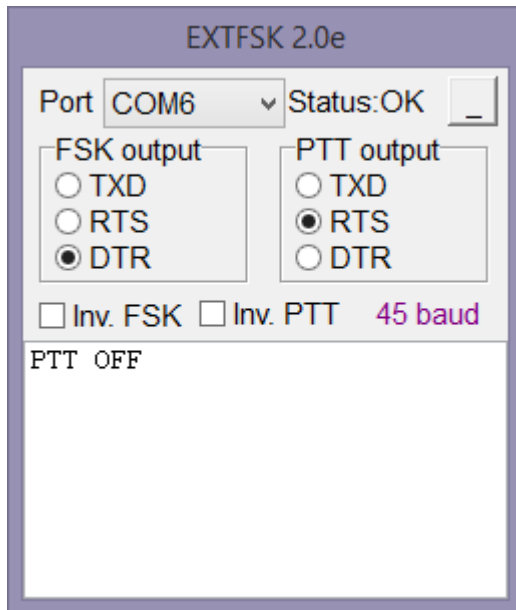 EXTFSK 2.0e
Port COM6 Status:OK _
FSK output PTT output
TXD TXD
RTS RTS
DTR DTR
Inv. FSK Inv. PTT 45 baud
PTT OFF